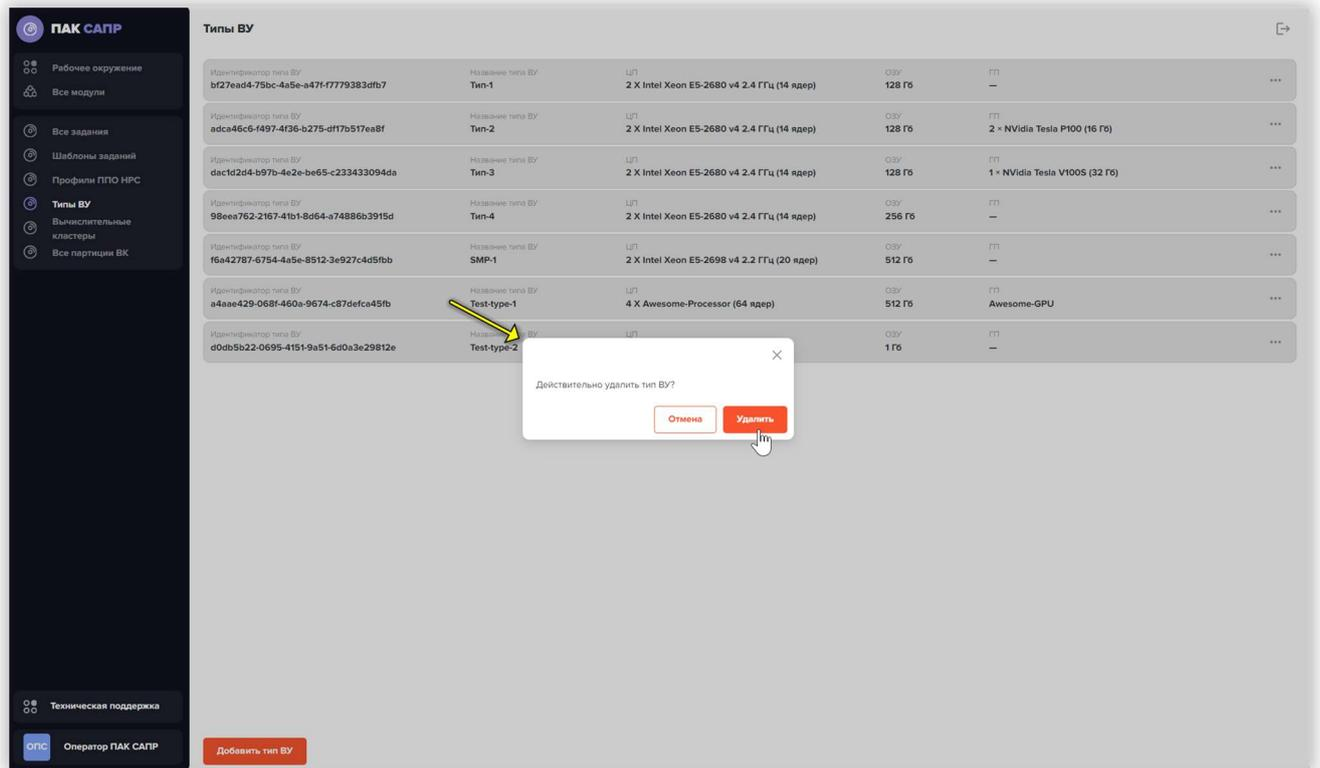 ПАК САПР
Типы ВУ
Рабочее окружение
Все модули
Все задания
Шаблоны заданий
Профили ППО НРС
Типы ВУ
Вычислительные
кластеры
Все партиции ВК
Идентификатор типа ВУ Название типа ВУ ЦП ОЗУ ГП
bf27ead4-75bc-4a5e-a47f-f7779383dfb7 Тип-1 2 X Intel Xeon E5-2680 v4 2.4 ГГц (14 ядер) 128 Гб —
Идентификатор типа ВУ Название типа ВУ ЦП ОЗУ ГП
adca46c6-f497-4f36-b275-df17b517ea8f Тип-2 2 X Intel Xeon E5-2680 v4 2.4 ГГц (14 ядер) 128 Гб 2 × NVidia Tesla P100 (16 Гб)
Идентификатор типа ВУ Название типа ВУ ЦП ОЗУ ГП
dac1d2d4-b97b-4e2e-be65-c233433094da Тип-3 2 X Intel Xeon E5-2680 v4 2.4 ГГц (14 ядер) 128 Гб 1 × NVidia Tesla V100S (32 Гб)
Идентификатор типа ВУ Название типа ВУ ЦП ОЗУ ГП
98eea762-2167-41b1-8d64-a74886b3915d Тип-4 2 X Intel Xeon E5-2680 v4 2.4 ГГц (14 ядер) 256 Гб —
Идентификатор типа ВУ Название типа ВУ ЦП ОЗУ ГП
f6a42787-6754-4a5e-8512-3e927c4d5fbb SMP-1 2 X Intel Xeon E5-2698 v4 2.2 ГГц (20 ядер) 512 Гб —
Идентификатор типа ВУ Название типа ВУ ЦП ОЗУ ГП
a4aae429-068f-460a-9674-c87defca45fb Test-type-1 4 X Awesome-Processor (64 ядер) 512 Гб Awesome-GPU
Идентификатор типа ВУ ВУ ЦП ОЗУ ГП
d0db5b22-0695-4151-9a51-6d0a3e29812e Test-type-2 1 Гб —
Действительно удалить тип ВУ?
Отмена Удалить
Техническая поддержка
ОПС Оператор ПАК САПР
Добавить тип ВУ